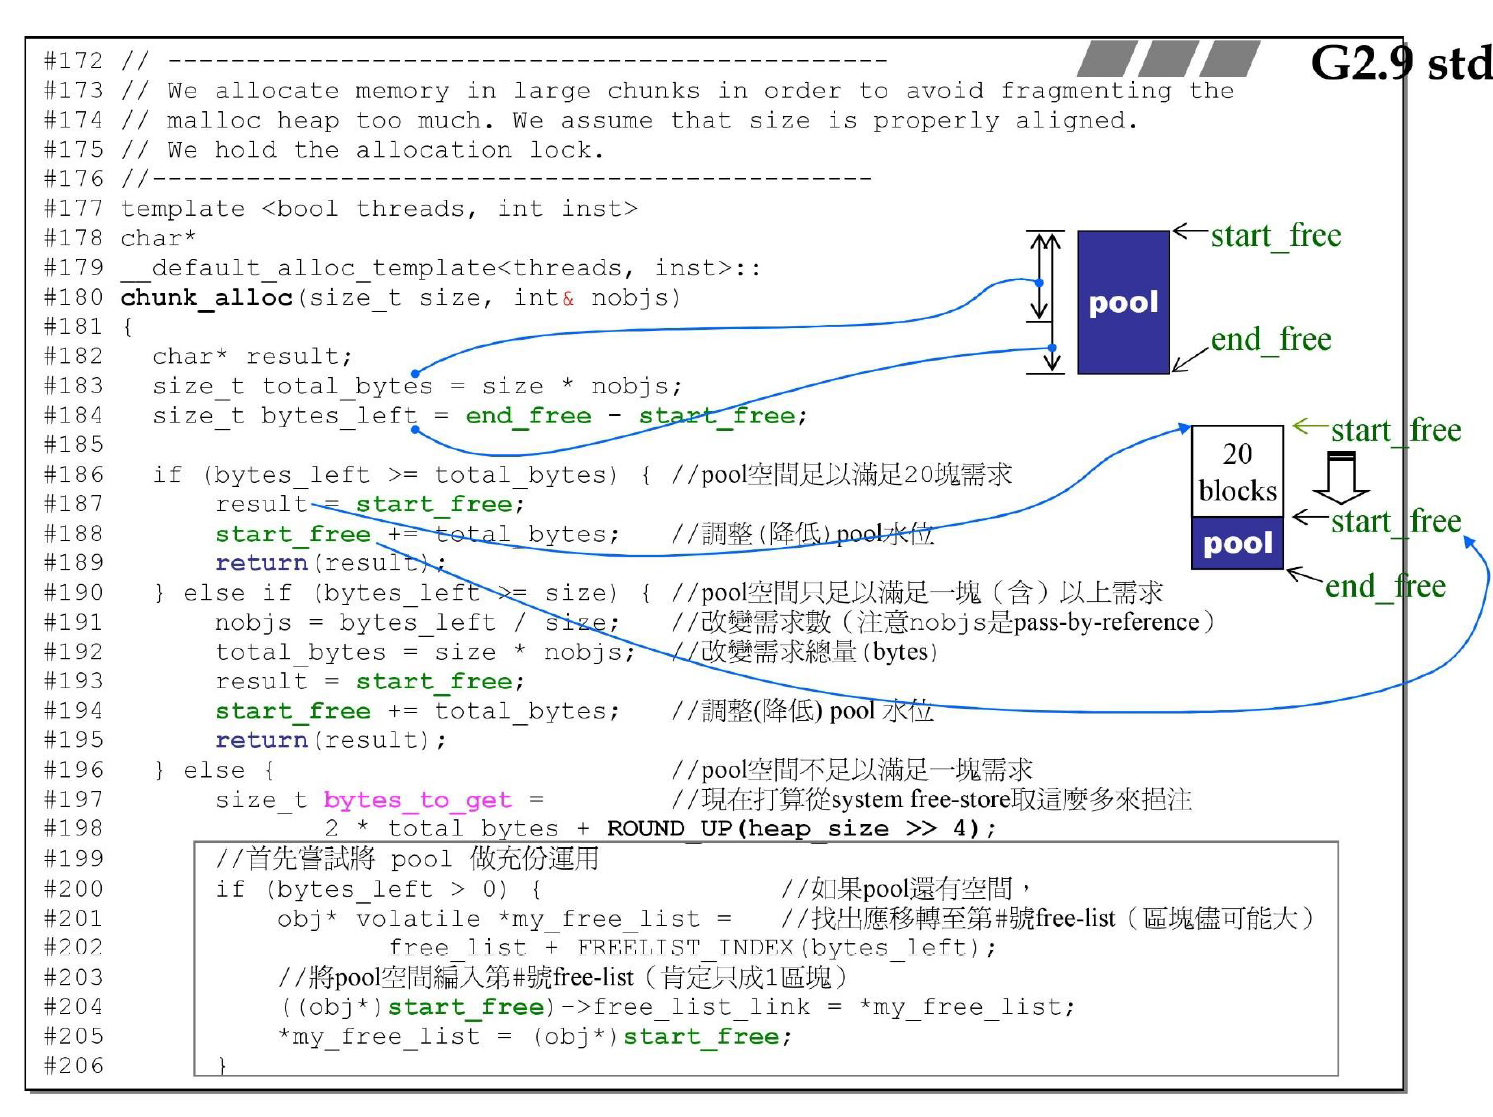 G2.9 std
#172 // ----------------------------------------------
#173 // We allocate memory in large chunks in order to avoid fragmenting the
#174 // malloc heap too much. We assume that size is properly aligned.
#175 // We hold the allocation lock.
#176 //----------------------------------------------
#177 template <bool threads, int inst>
#178 char*
#179 __default_alloc_template<threads, inst>::
#180 chunk_alloc(size_t size, int& nobjs)
#181 {
#182   char* result;
#183   size_t total_bytes = size * nobjs;
#184   size_t bytes_left = end_free - start_free;
#185
#186   if (bytes_left >= total_bytes) { //pool空間足以滿足20塊需求
#187       result = start_free;
#188       start_free += total_bytes;   //調整(降低)pool水位
#189       return(result);
#190   } else if (bytes_left >= size) { //pool空間只足以滿足一塊（含）以上需求
#191       nobjs = bytes_left / size;   //改變需求數（注意nobjs是pass-by-reference）
#192       total_bytes = size * nobjs;  //改變需求總量(bytes)
#193       result = start_free;
#194       start_free += total_bytes;   //調整(降低) pool 水位
#195       return(result);
#196   } else {                         //pool空間不足以滿足一塊需求
#197       size_t bytes_to_get =        //現在打算從system free-store取這麼多來挹注
#198              2 * total_bytes + ROUND_UP(heap_size >> 4);
#199       //首先嘗試將 pool 做充份運用
#200       if (bytes_left > 0) {               //如果pool還有空間，
#201           obj* volatile *my_free_list =   //找出應移轉至第#號free-list（區塊儘可能大）
#202                  free_list + FREELIST_INDEX(bytes_left);
#203           //將pool空間編入第#號free-list（肯定只成1區塊）
#204           ((obj*)start_free)->free_list_link = *my_free_list;
#205           *my_free_list = (obj*)start_free;
#206       }
start_free
pool
end_free
start_free
20
blocks
start_free
pool
end_free